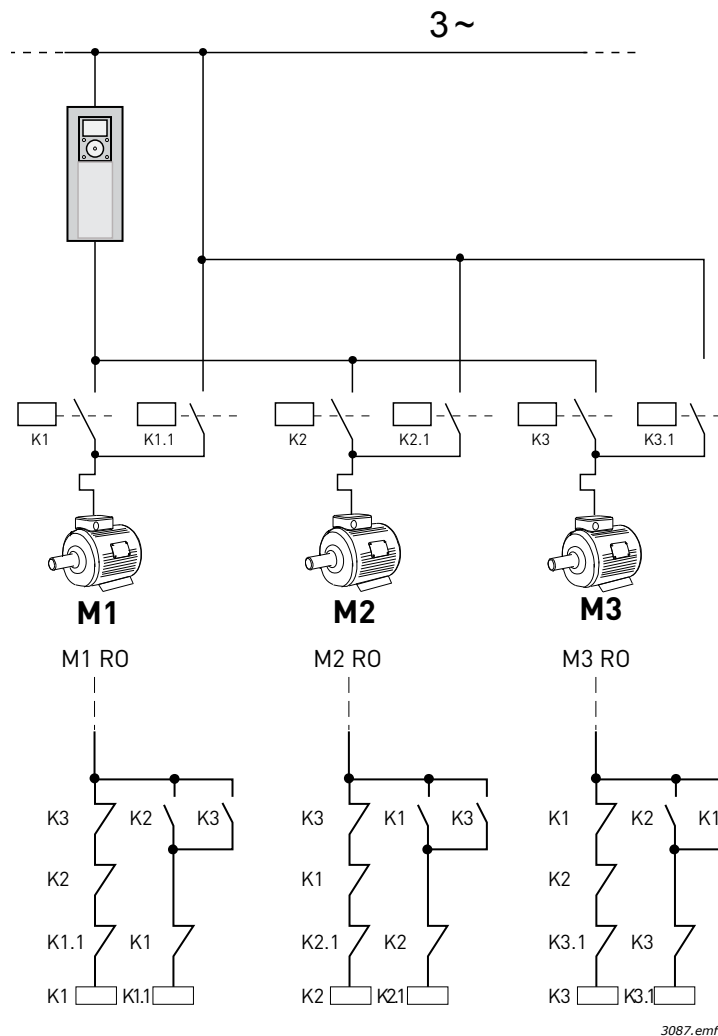 3~
K1 K1.1 K2 K2.1 K3 K3.1
M1 M2 M3
M1 RO M2 RO M3 RO
K3 K2 K3 K3 K1 K3 K1 K2 K1
K2 K1 K2
K1.1 K1 K2.1 K2 K3.1 K3
K1 K1.1 K2 K2.1 K3 K3.1
3087.emf